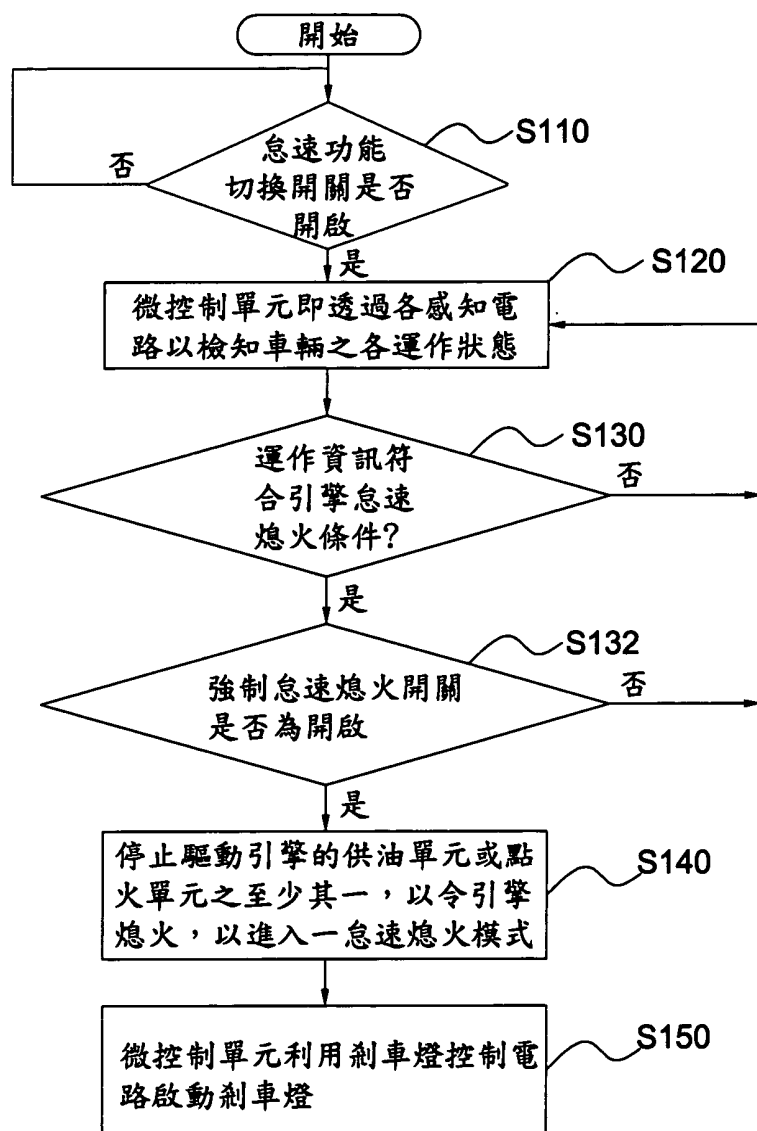 開始
S110
怠速功能
切換開關是否
開啟
否
是
S120
微控制單元即透過各感知電
路以檢知車輛之各運作狀態
S130
運作資訊符
合引擎怠速
熄火條件?
否
是
S132
強制怠速熄火開關
是否為開啟
否
是
停止驅動引擎的供油單元或點
火單元之至少其一，以令引擎
熄火，以進入一怠速熄火模式
S140
微控制單元利用剎車燈控制電
路啟動剎車燈
S150